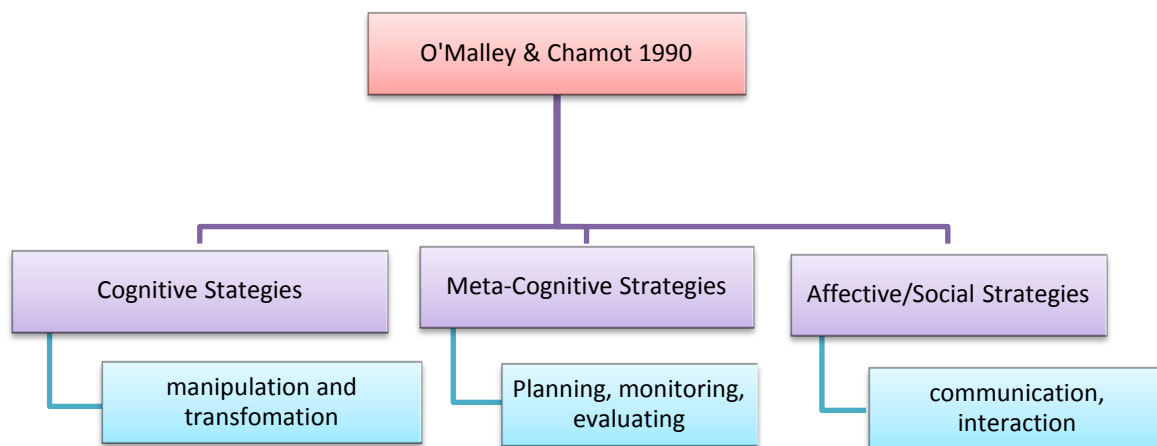 O'Malley & Chamot 1990
Cognitive Stategies
manipulation and
transfomation
Meta-Cognitive Strategies
Planning, monitoring,
evaluating
Affective/Social Strategies
communication,
interaction